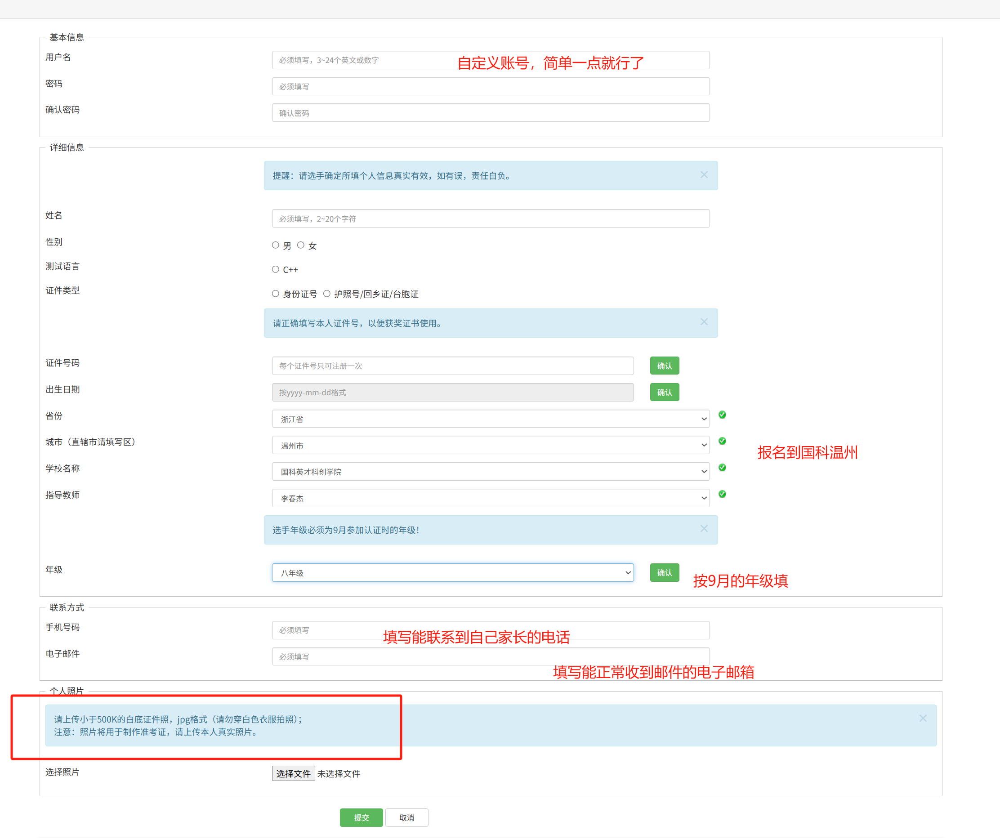 基本信息
用户名
必须填写，3~24个英文或数字
自定义账号，简单一点就行了
密码
必须填写
确认密码
确认密码
详细信息
提醒：请选手确定所填个人信息真实有效，如有误，责任自负。
姓名
必须填写，2~20个字符
性别
男 女
测试语言
C++
证件类型
身份证号 护照号/回乡证/台胞证
请正确填写本人证件号，以便获奖证书使用。
证件号码
每个证件号只可注册一次
确认
出生日期
按yyyy-mm-dd格式
确认
省份
浙江省
城市（直辖市请填写区）
温州市
报名到国科温州
学校名称
国科英才科创学院
指导教师
李春杰
选手年级必须为9月参加认证时的年级！
年级
八年级
确认
按9月的年级填
联系方式
手机号码
必须填写
填写能联系到自己家长的电话
电子邮件
必须填写
填写能正常收到邮件的电子邮箱
个人照片
请上传小于500K的白底证件照，jpg格式（请勿穿白色衣服拍照）；
注意：照片将用于制作准考证，请上传本人真实照片。
选择照片
选择文件 未选择文件
提交 取消